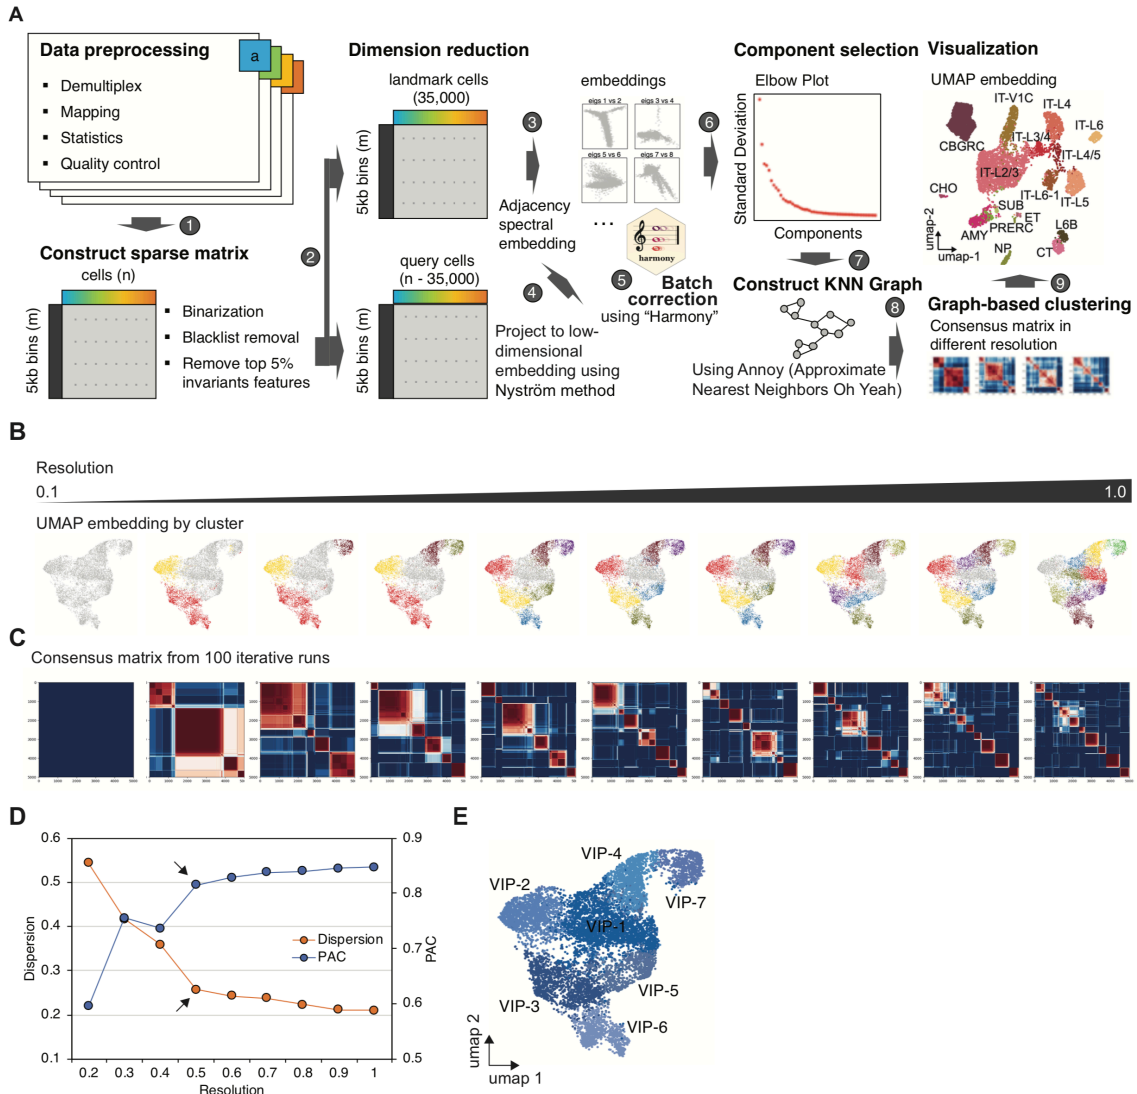 A
Data preprocessing
▪ Demultiplex
▪ Mapping
▪ Statistics
▪ Quality control
a
1
Construct sparse matrix
cells (n)
5kb bins (m)
▪ Binarization
▪ Blacklist removal
▪ Remove top 5%
invariants features
2
Dimension reduction
landmark cells
(35,000)
5kb bins (m)
query cells
(n - 35,000)
5kb bins (m)
3
Adjacency
spectral
embedding
4
Project to low-
dimensional
embedding using
Nyström method
embeddings
eigs 1 vs 2
eigs 3 vs 4
eigs 5 vs 6
eigs 7 vs 8
...
harmony
5
Batch
correction
using “Harmony”
6
Component selection
Elbow Plot
Standard Deviation
Components
7
Construct KNN Graph
8
Using Annoy (Approximate
Nearest Neighbors Oh Yeah)
Visualization
UMAP embedding
IT-V1C
IT-L4
IT-L6
CBGRC
IT-L3/4
IT-L4/5
IT-L2/3
CHO
IT-L6-1
IT-L5
SUB
ET
AMY
PRERC
L6B
NP
CT
umap-2
umap-1
9
Graph-based clustering
Consensus matrix in
different resolution
B
Resolution
0.1
1.0
UMAP embedding by cluster
C
Consensus matrix from 100 iterative runs
D
0.6
0.5
0.4
0.3
0.2
0.1
Dispersion
0.9
0.8
0.7
0.6
0.5
PAC
Dispersion
PAC
0.2 0.3 0.4 0.5 0.6 0.7 0.8 0.9 1
Resolution
E
VIP-4
VIP-2
VIP-7
VIP-1
VIP-5
VIP-3
VIP-6
umap 2
umap 1